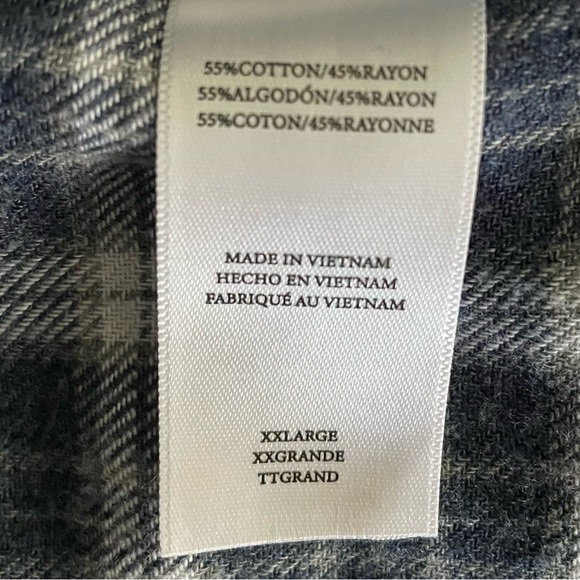 55%COTTON/45%RAYON
55%ALGODÓN/45%RAYON
55%COTON/45%RAYONNE
MADE IN VIETNAM
HECHO EN VIETNAM
FABRIQUÉ AU VIETNAM
XXLARGE
XXGRANDE
TTGRAND